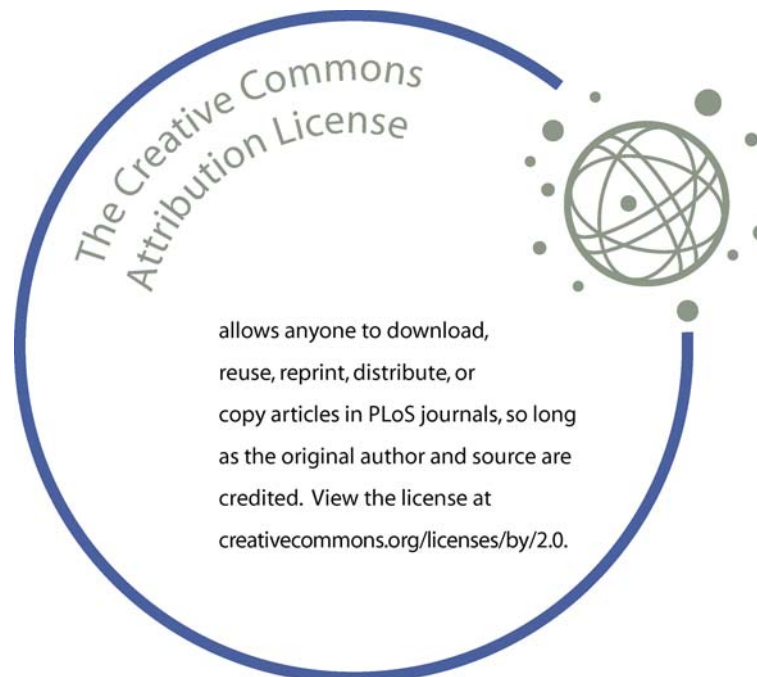 The Creative Commons
Attribution License
allows anyone to download,
reuse, reprint, distribute, or
copy articles in PLoS journals, so long
as the original author and source are
credited. View the license at
creativecommons.org/licenses/by/2.0.